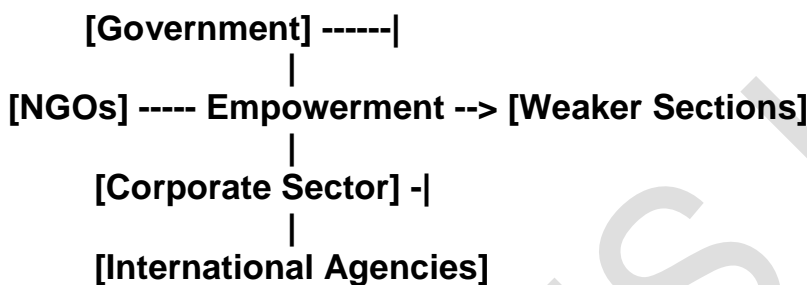 [Government] ------|
|
[NGOs] ----- Empowerment --> [Weaker Sections]
|
[Corporate Sector] -|
|
[International Agencies]